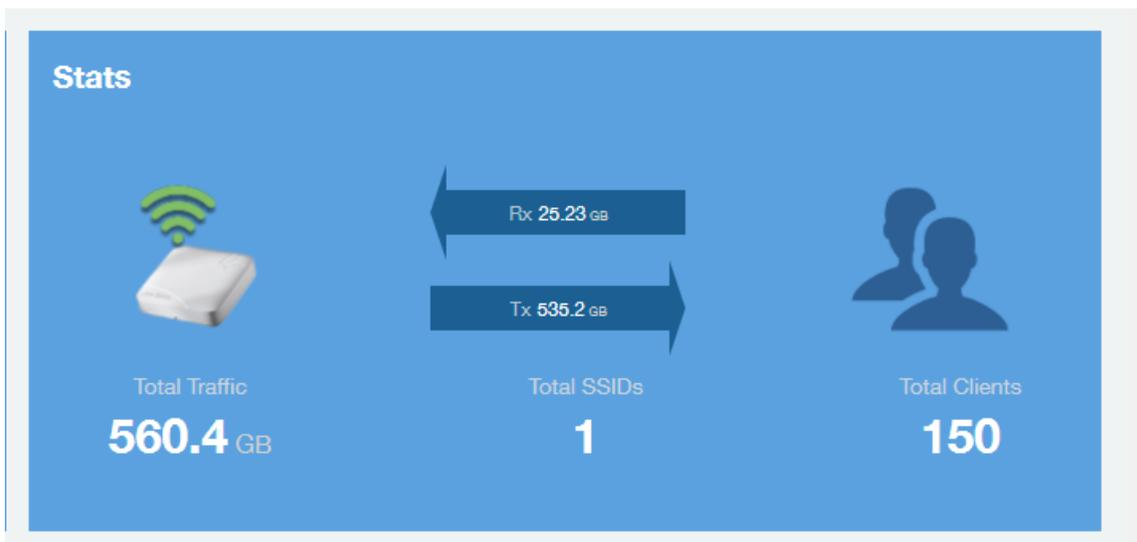 Stats
Rx 25.23 GB
Tx 535.2 GB
Total Traffic
560.4 GB
Total SSIDs
1
Total Clients
150